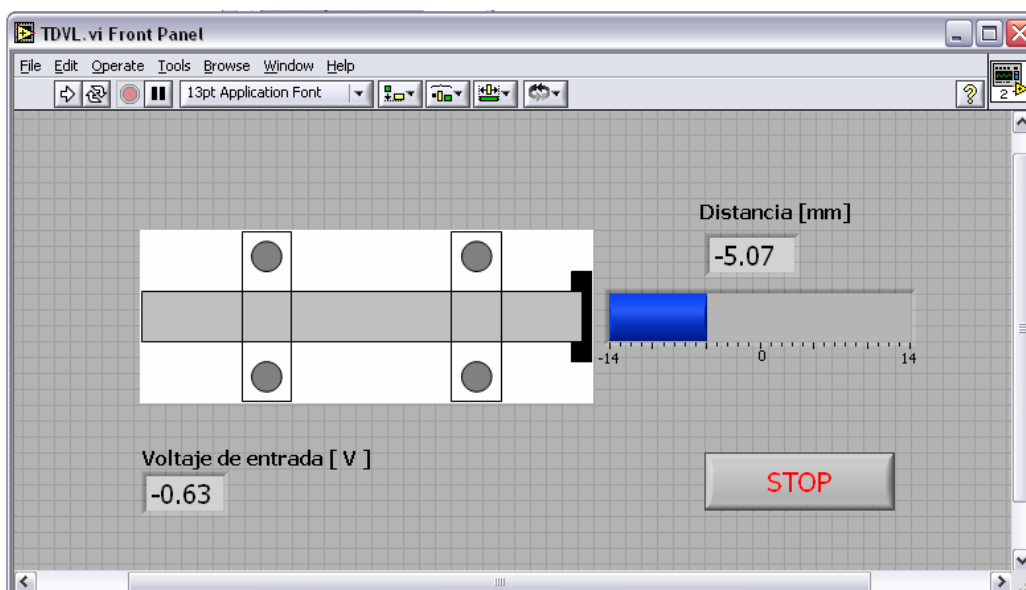 TDVL.vi Front Panel
File Edit Operate Tools Browse Window Help
13pt Application Font
?
2
Distancia [mm]
-5.07
-14 0 14
Voltaje de entrada [ V ]
-0.63
STOP